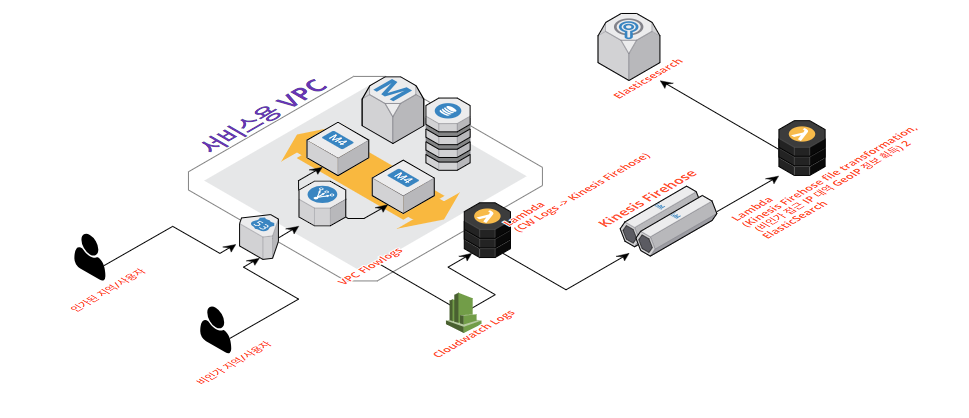 Elasticsesarch
서비스용 VPC
M
M4
M4
53
Lambda
(CW Logs -> Kinesis Firehose)
Kinesis Firehose
Lambda
(Kinesis Firehose file transformation,
(비인가 접근 IP 대역 GeoIP 정보 획득) 2
ElasticSearch
VPC Flowlogs
인가된 지역/사용자
Cloudwatch Logs
비인가 지역/사용자